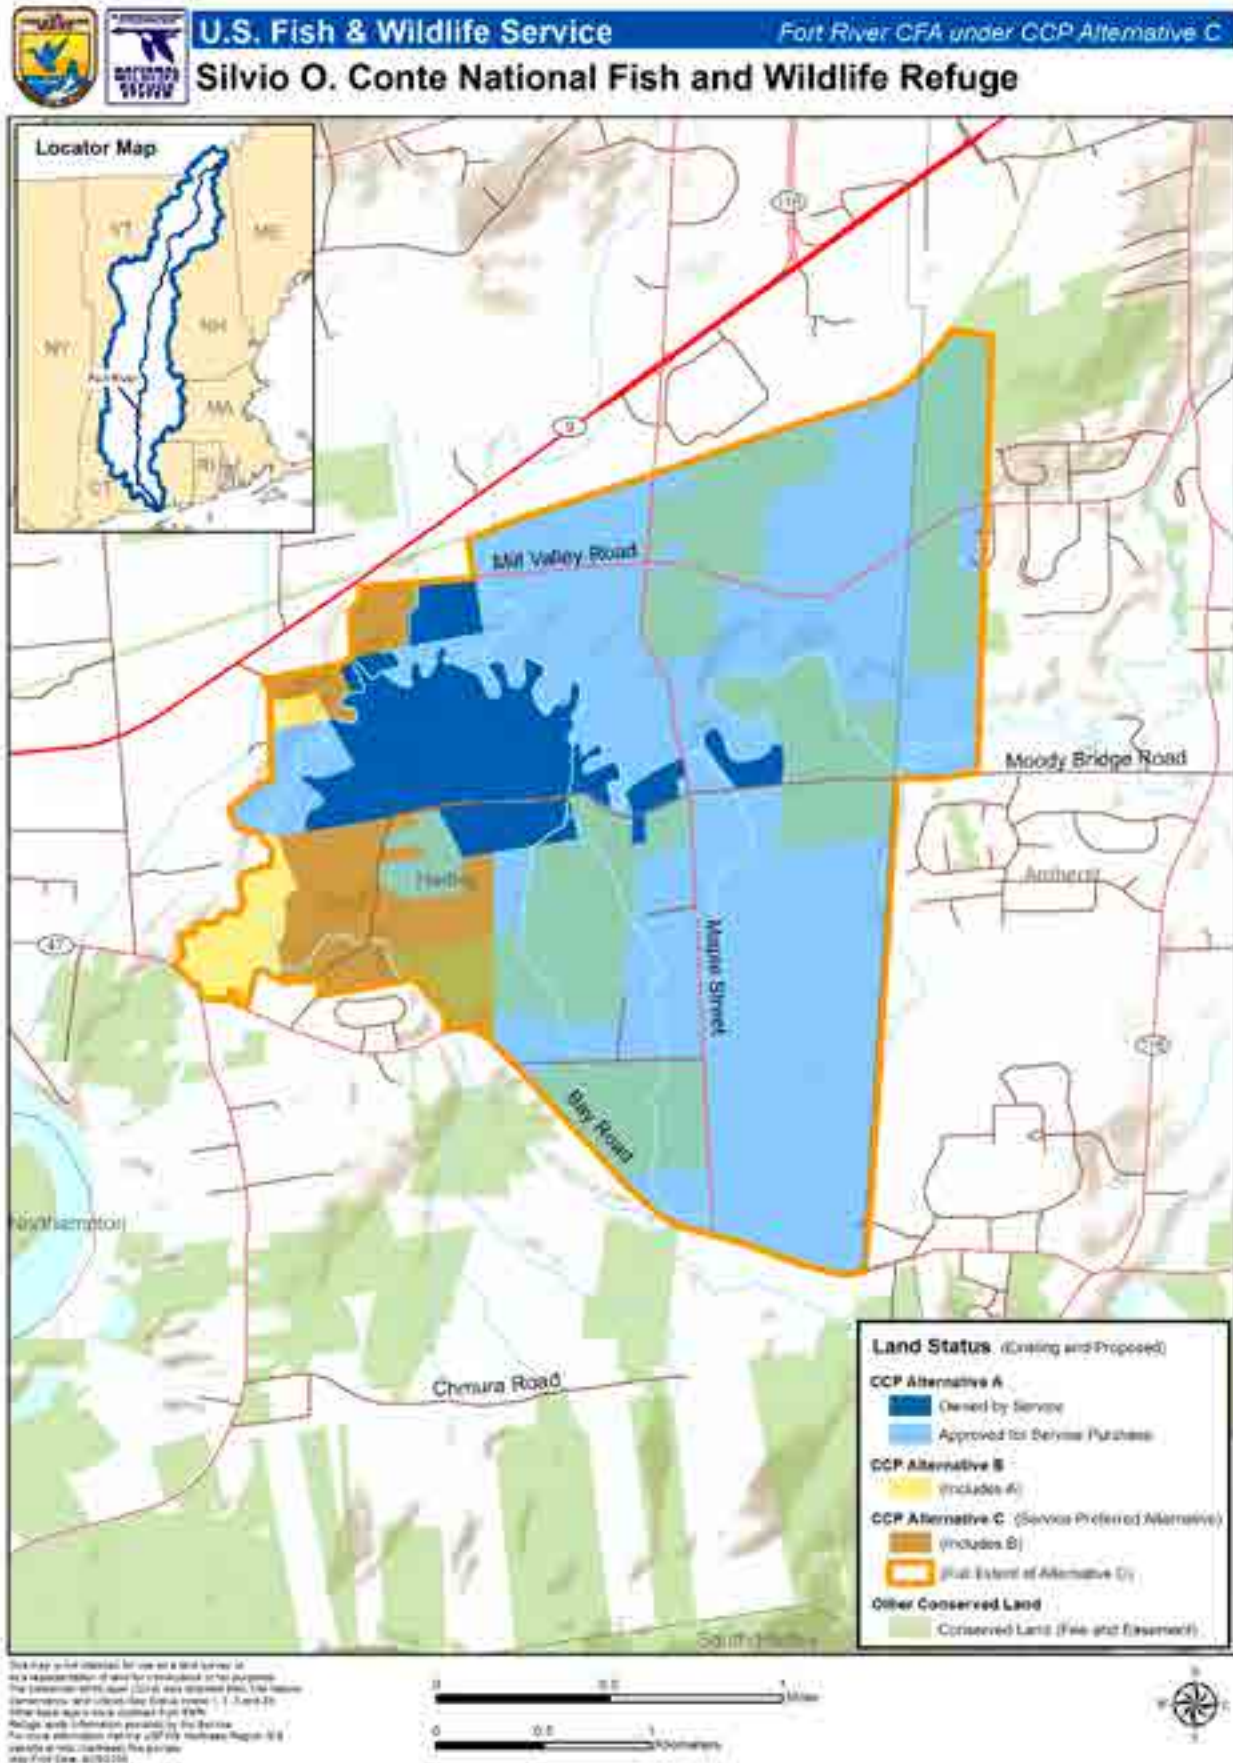 U.S. Fish & Wildlife Service
Fort River CFA under CCP Alternative C
Silvio O. Conte National Fish and Wildlife Refuge
Locator Map
VT
ME
NH
NY
Fort River
MA
CT
RI
116
9
Mill Valley Road
Moody Bridge Road
Hadley
Amherst
47
Maple Street
116
Bay Road
Northampton
Chmura Road
South Hadley
Land Status (Existing and Proposed)
CCP Alternative A
Owned by Service
Approved for Service Purchase
CCP Alternative B
(Includes A)
CCP Alternative C (Service Preferred Alternative)
(Includes B)
(Full Extent of Alternative C)
Other Conserved Land
Conserved Land (Fee and Easement)
0 0.5 1
Miles
0 0.5 1
Kilometers